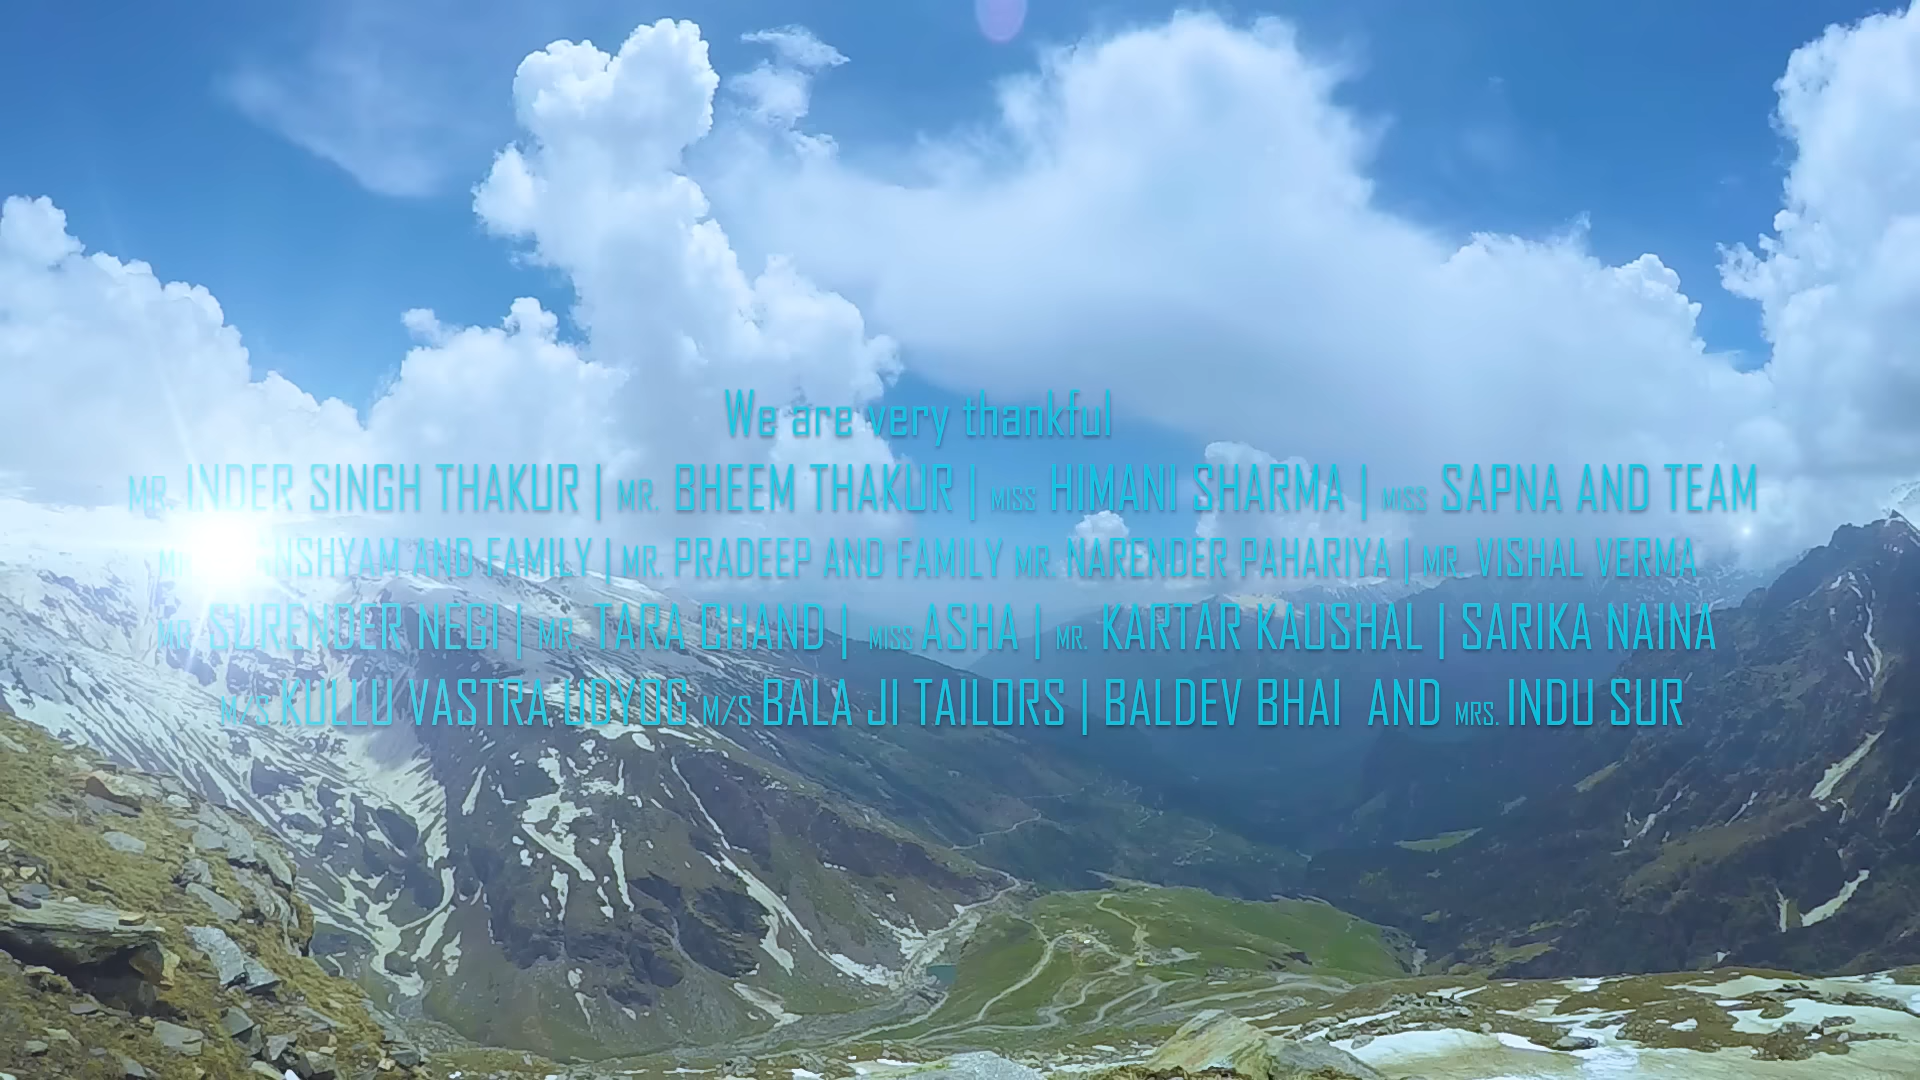 We are very thankful
MR. INDER SINGH THAKUR | MR. BHEEM THAKUR | MISS HIMANI SHARMA | MISS SAPNA AND TEAM
AND FAMILY | MR. PRADEEP AND FAMILY MR. NARENDER PAHARIYA | MR. VISHAL VERMA
MR. SURENDER NEGI | MR. TARA CHAND | MISS ASHA | MR. KARTAR KAUSHAL | SARIKA NAINA
M/S KULLU VASTRA UDYOG M/S BALA JI TAILORS | BALDEV BHAI AND MRS. INDU SUR